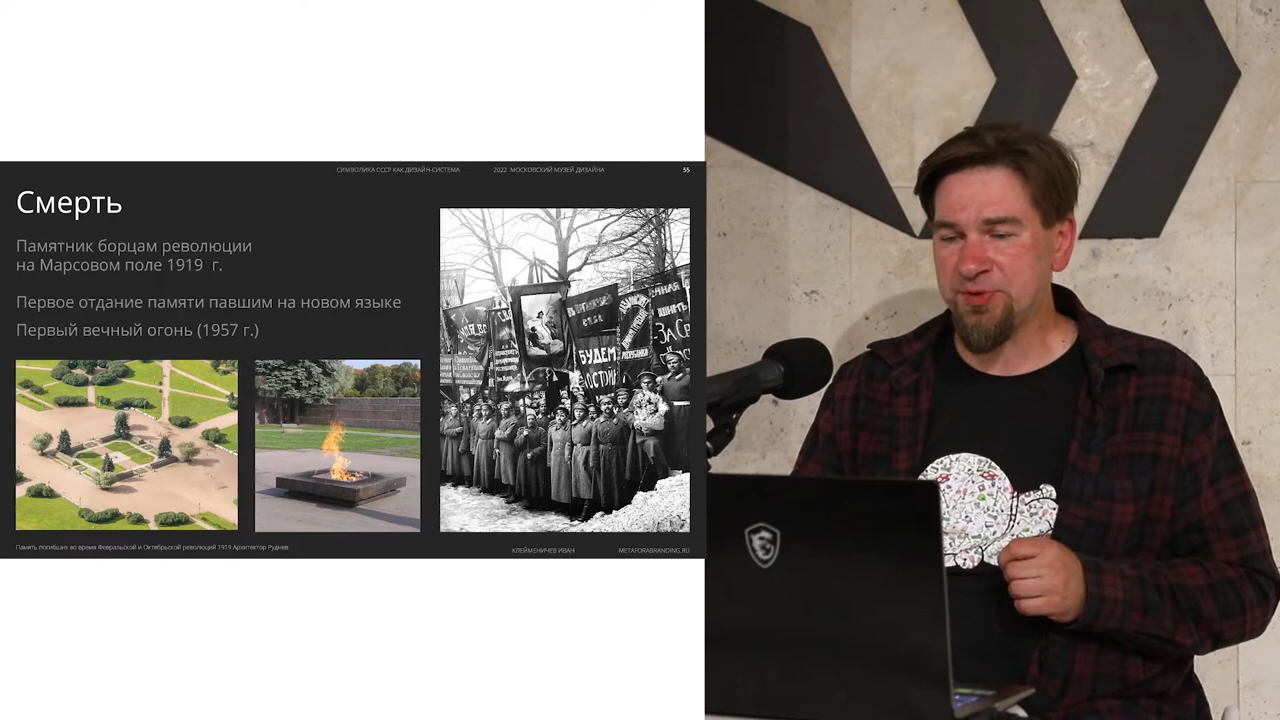 СИМВОЛИКА СССР КАК ДИЗАЙН-СИСТЕМА
2022 МОСКОВСКИЙ МУЗЕЙ ДИЗАЙНА
55
Смерть
Памятник борцам революции
на Марсовом поле 1919 г.
Первое отдание памяти павшим на новом языке
Первый вечный огонь (1957 г.)
БУДЕМ
Память погибших во время Февральской и Октябрьской революций 1919 Архитектор Руднев
КЛЕЙМЕНИЧЕВ ИВАН
METAFORABRANDING.RU